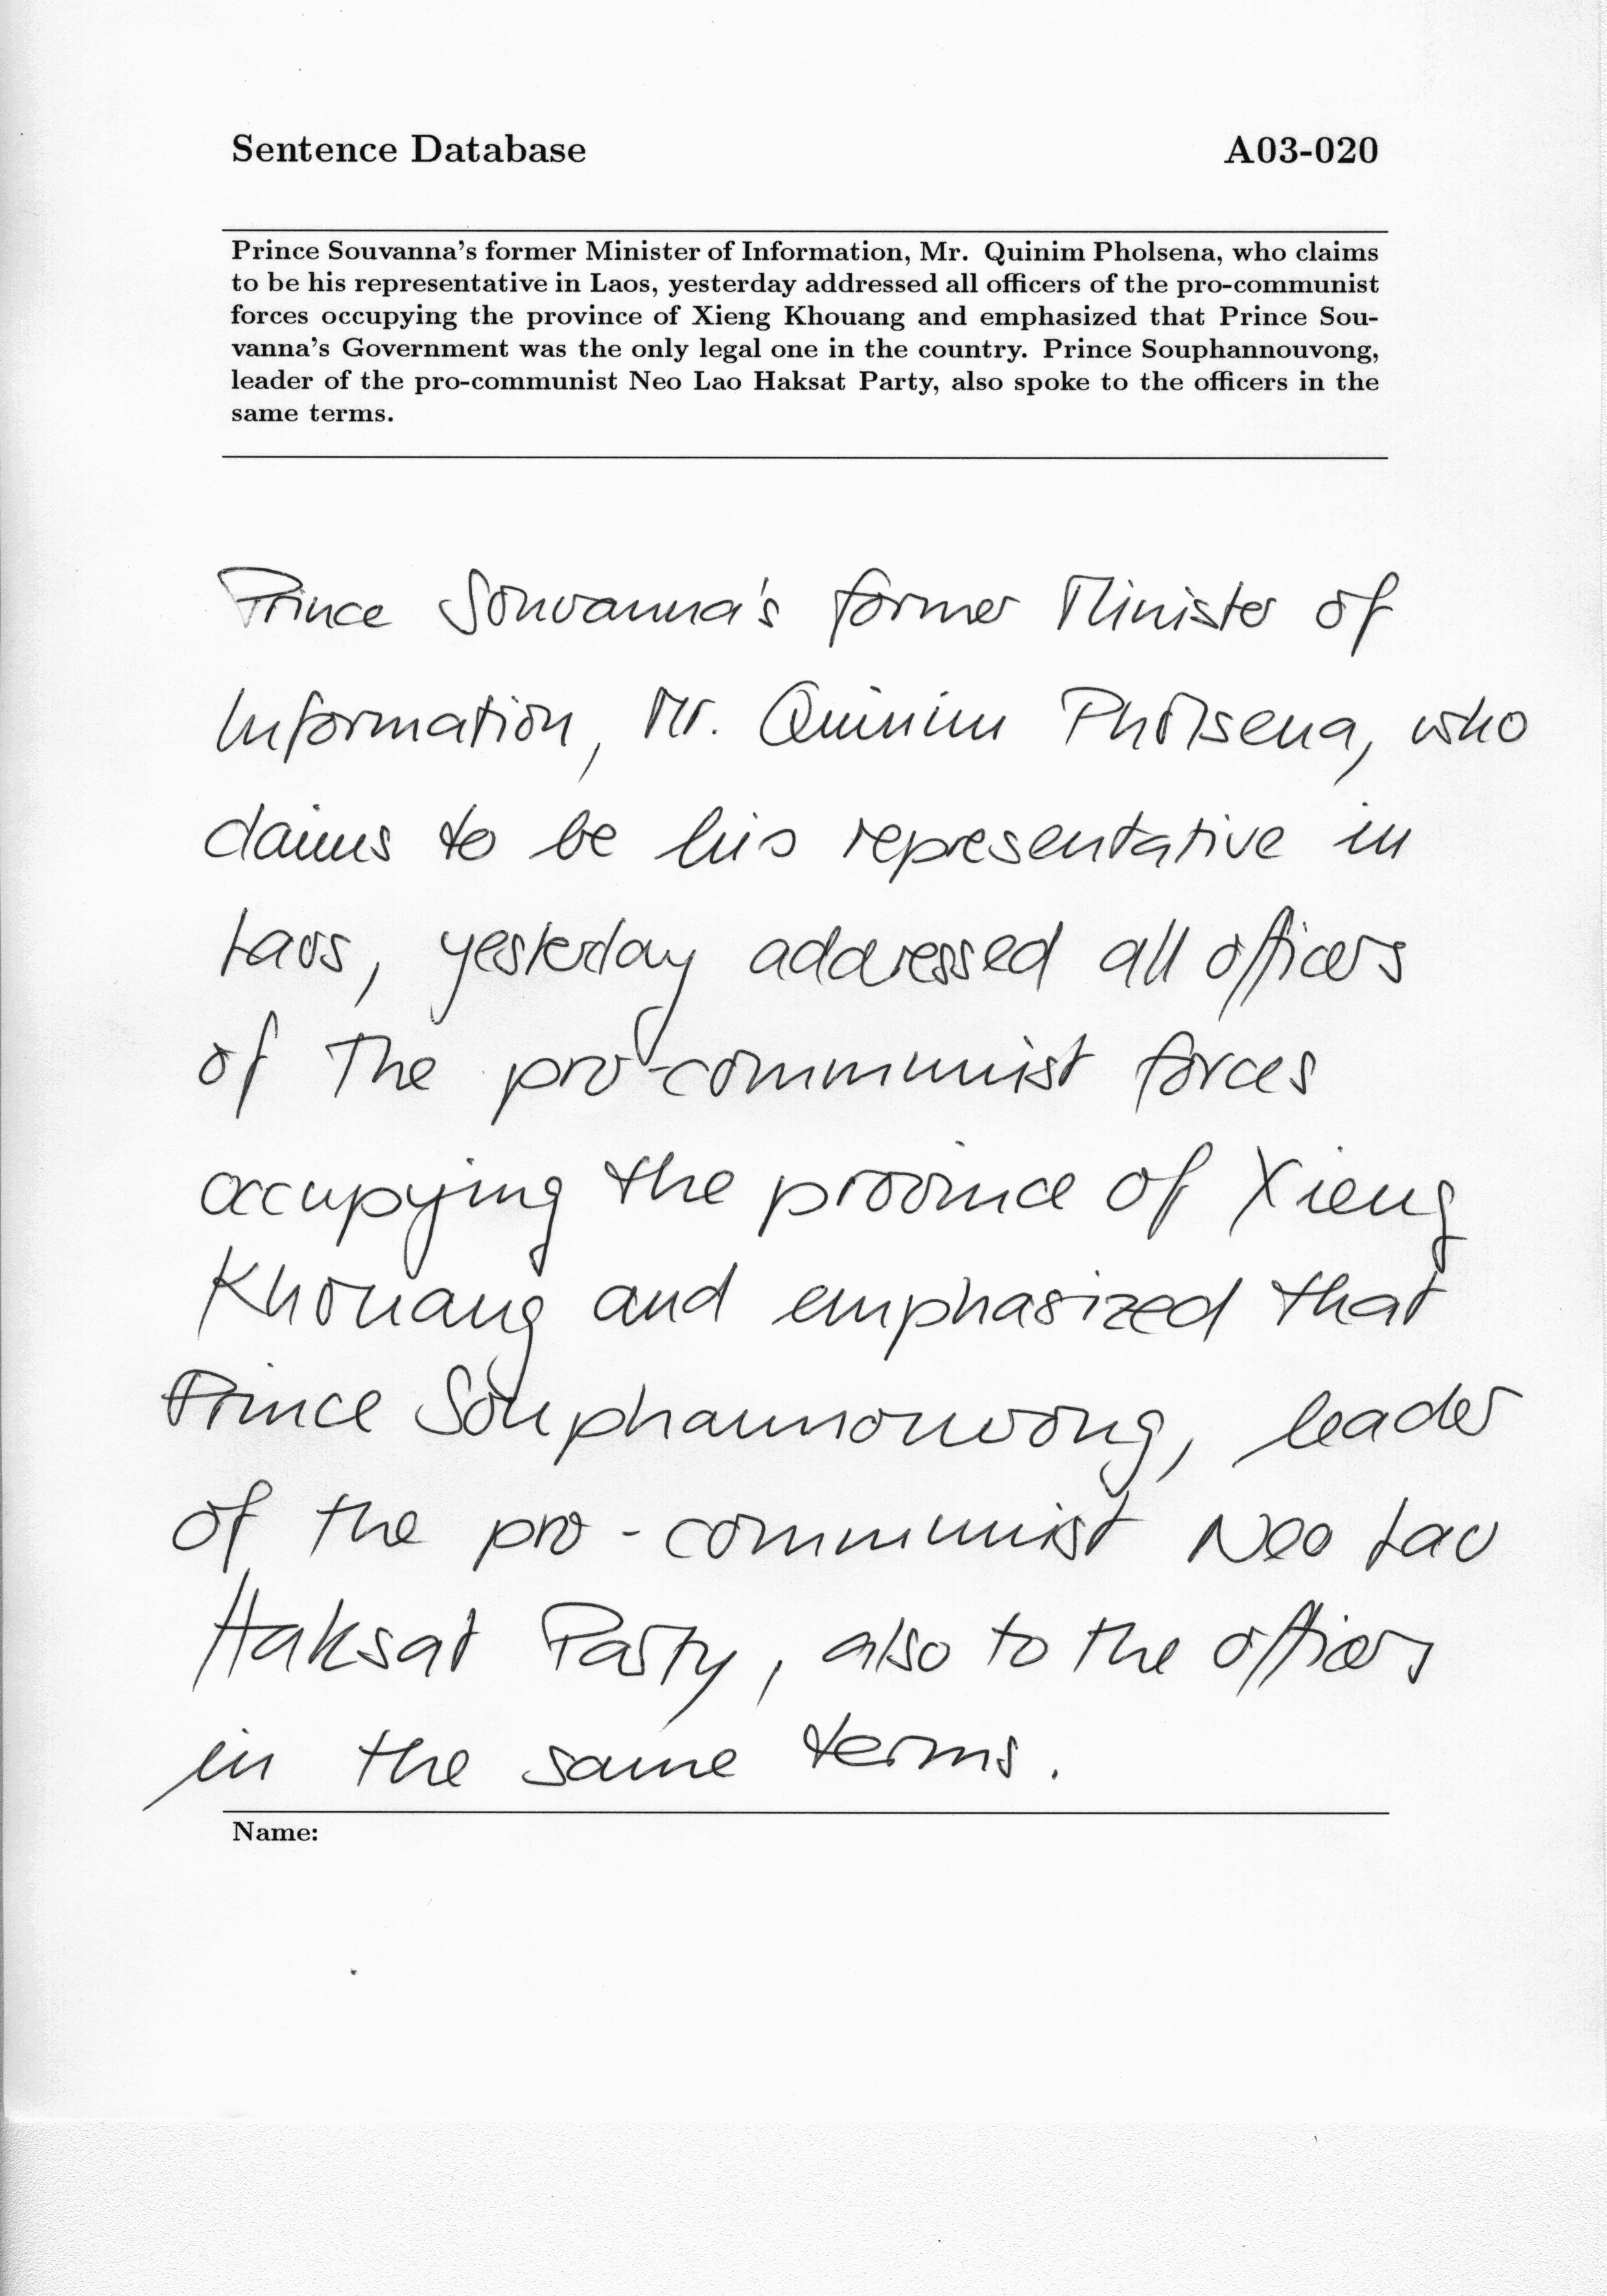 Sentence Database A03-020
Prince Souvanna's former Minister of Information, Mr. Quinim Pholsena, who claims
to be his representative in Laos, yesterday addressed all officers of the pro-communist
forces occupying the province of Xieng Khouang and emphasized that Prince Sou-
vanna's Government was the only legal one in the country. Prince Souphannouvong,
leader of the pro-communist Neo Lao Haksat Party, also spoke to the officers in the
same terms.
Prince Souvanna's former Minister of
Information, Mr. Quinim Pholsena, who
claims to be his representative in
Laos, yesterday addressed all officers
of the pro-communist forces
occupying the province of Xieng
Khouang and emphasized that
Prince Souphannouvong, leader
of the pro-communist Neo Lao
Haksat Party, also to the officers
in the same terms.
Name: